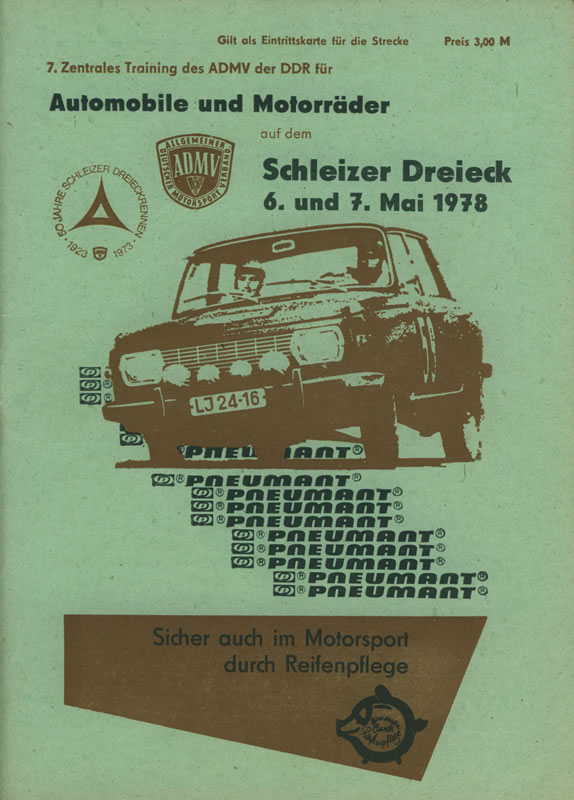 Gilt als Eintrittskarte für die Strecke Preis 3,00 M
7. Zentrales Training des ADMV der DDR für
Automobile und Motorräder
auf dem
Schleizer Dreieck
6. und 7. Mai 1978
ALLGEMEINER
DEUTSCHER MOTORSPORT VERBAND
ADMV
50 JAHRE SCHLEIZER DREIECKRENNEN
· 1923 · 1973 ·
LJ 24-16
PNEUMANT®
® PNEUMANT®
® PNEUMANT®
® PNEUMANT®
® PNEUMANT®
® PNEUMANT®
® PNEUMANT®
® PNEUMANT®
® PNEUMANT®
® PNEUMANT®
Sicher auch im Motorsport
durch Reifenpflege
durch